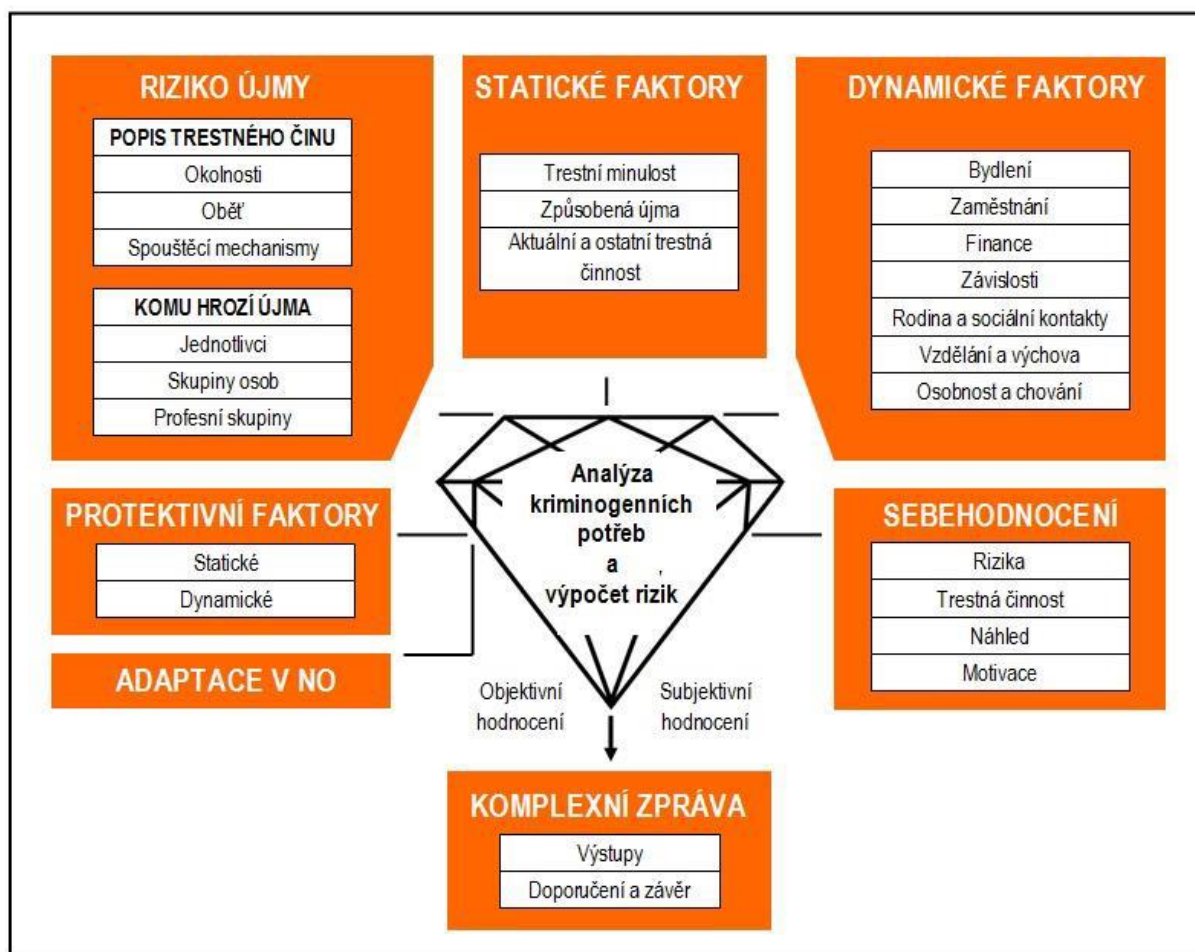 RIZIKO ÚJMY
POPIS TRESTNÉHO ČINU
Okolnosti
Oběť
Spouštěcí mechanismy
KOMU HROZÍ ÚJMA
Jednotlivci
Skupiny osob
Profesní skupiny
STATICKÉ FAKTORY
Trestní minulost
Způsobená újma
Aktuální a ostatní trestná
činnost
DYNAMICKÉ FAKTORY
Bydlení
Zaměstnání
Finance
Závislosti
Rodina a sociální kontakty
Vzdělání a výchova
Osobnost a chování
PROTEKTIVNÍ FAKTORY
Statické
Dynamické
ADAPTACE V NO
Analýza
kriminogenních
potřeb
a
výpočet rizik
SEBEHODNOCENÍ
Rizika
Trestná činnost
Náhled
Motivace
Objektivní
hodnocení
Subjektivní
hodnocení
KOMPLEXNÍ ZPRÁVA
Výstupy
Doporučení a závěr